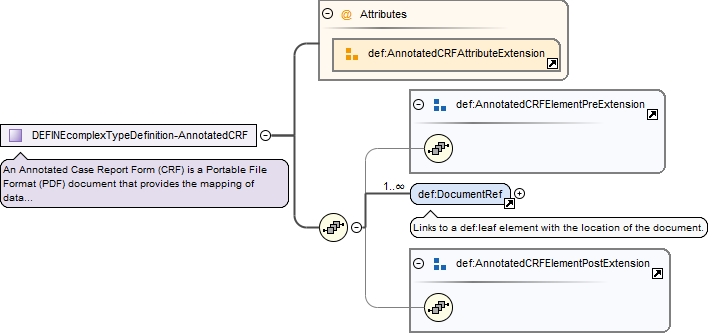 @ Attributes
def:AnnotatedCRFAttributeExtension
def:AnnotatedCRFElementPreExtension
DEFINEcomplexTypeDefinition-AnnotatedCRF
An Annotated Case Report Form (CRF) is a Portable File
Format (PDF) document that provides the mapping of
data...
1..∞
def:DocumentRef
Links to a def:leaf element with the location of the document.
def:AnnotatedCRFElementPostExtension